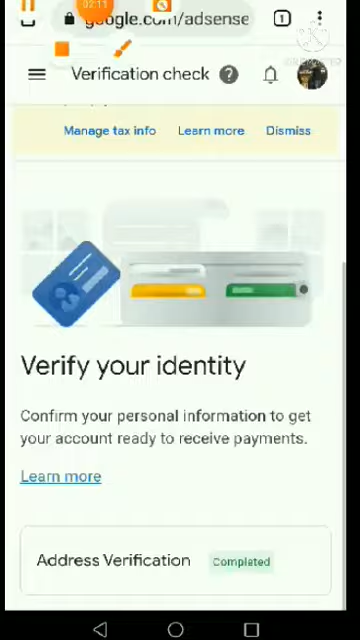 02:11
google.com/adsense
1
Verification check ?
Manage tax info Learn more Dismiss
Verify your identity
Confirm your personal information to get
your account ready to receive payments.
Learn more
Address Verification Completed